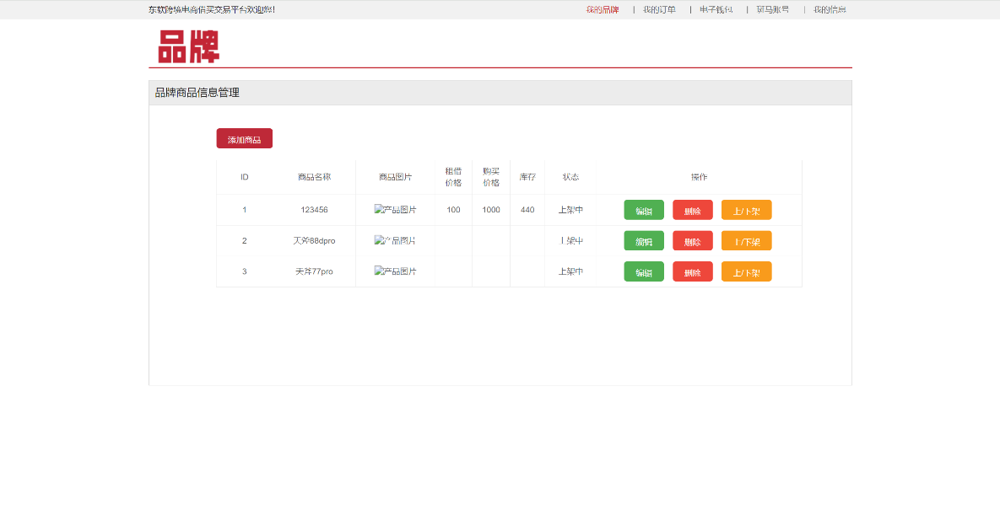 东软跨境电商借买交易平台欢迎您！
我的品牌 | 我的订单 | 电子钱包 | 斑马账号 | 我的信息
品牌
品牌商品信息管理
添加商品
ID 商品名称 商品图片 租借价格 购买价格 库存 状态 操作
1 123456 产品图片 100 1000 440 上架中 编辑 删除 上/下架
2 天斧88dpro 产品图片 上架中 编辑 删除 上/下架
3 天斧77pro 产品图片 上架中 编辑 删除 上/下架